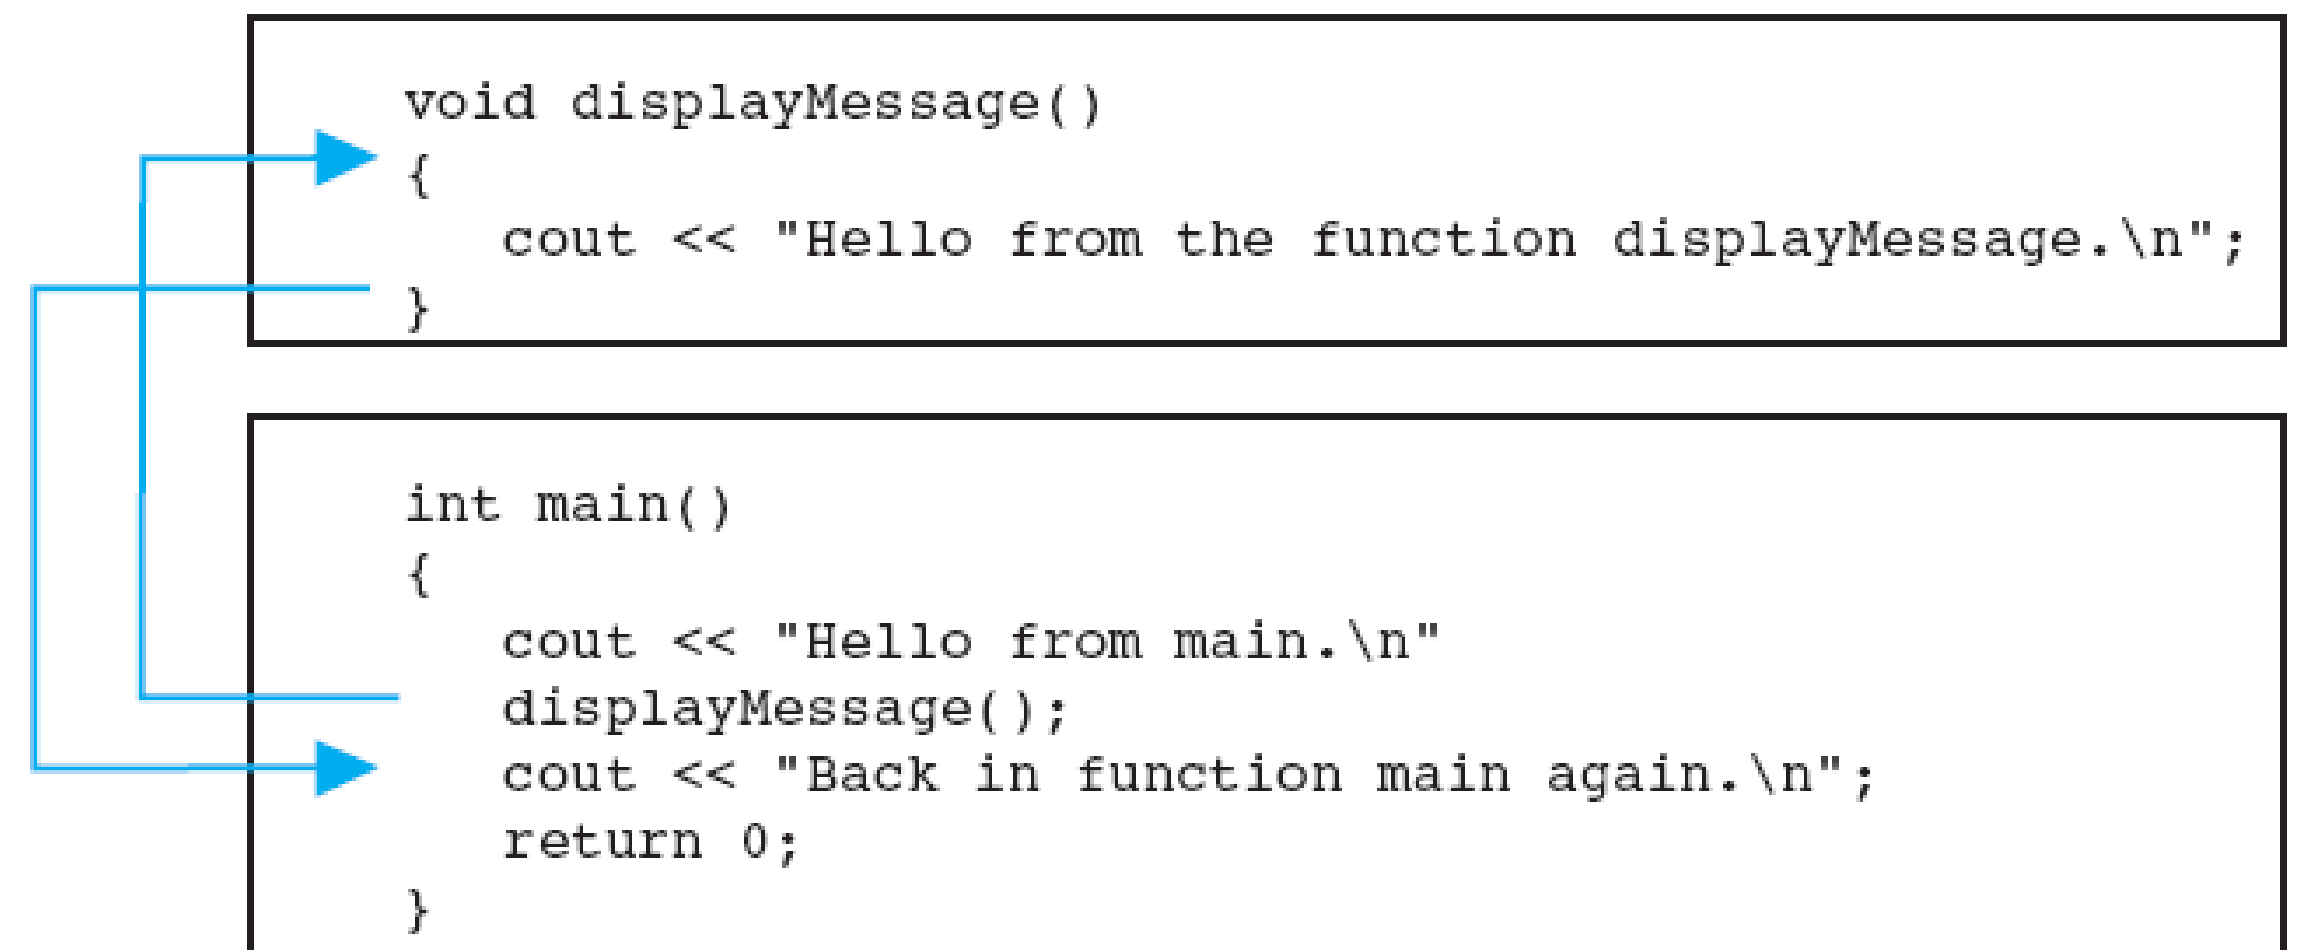 void displayMessage()
{
   cout << "Hello from the function displayMessage.\n";
}
int main()
{
   cout << "Hello from main.\n"
   displayMessage();
   cout << "Back in function main again.\n";
   return 0;
}